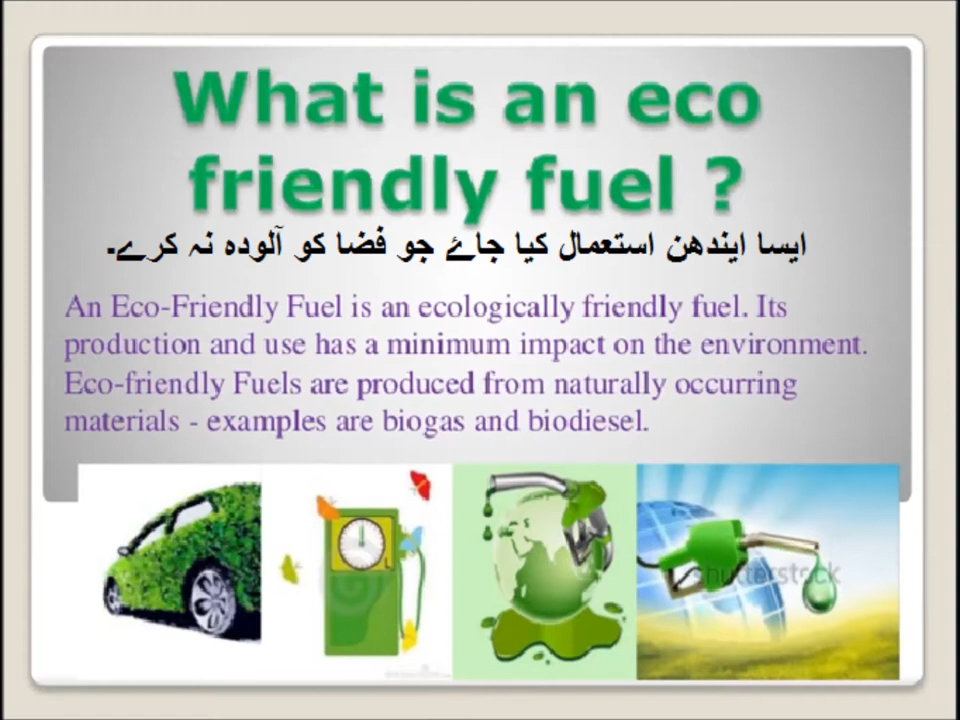 What is an eco
friendly fuel ?
ایسا ایندھن استعمال کیا جاۓ جو فضا کو آلودہ نہ کرے۔
An Eco-Friendly Fuel is an ecologically friendly fuel. Its
production and use has a minimum impact on the environment.
Eco-friendly Fuels are produced from naturally occurring
materials - examples are biogas and biodiesel.
shutterstock